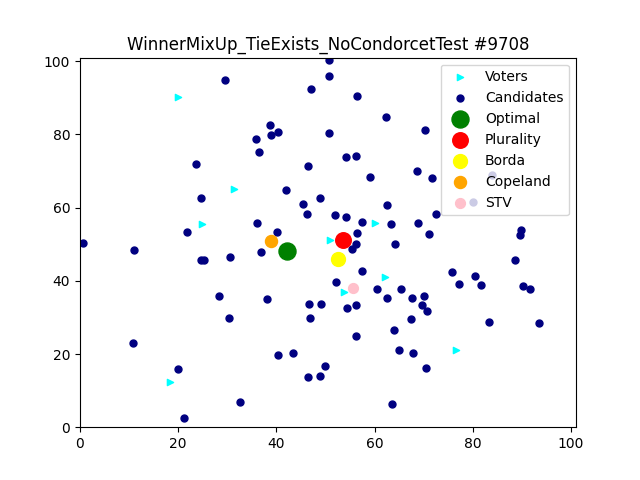 WinnerMixUp_TieExists_NoCondorcetTest #9708
Voters
Candidates
Optimal
Plurality
Borda
Copeland
STV
100
80
60
40
20
0
0 20 40 60 80 100